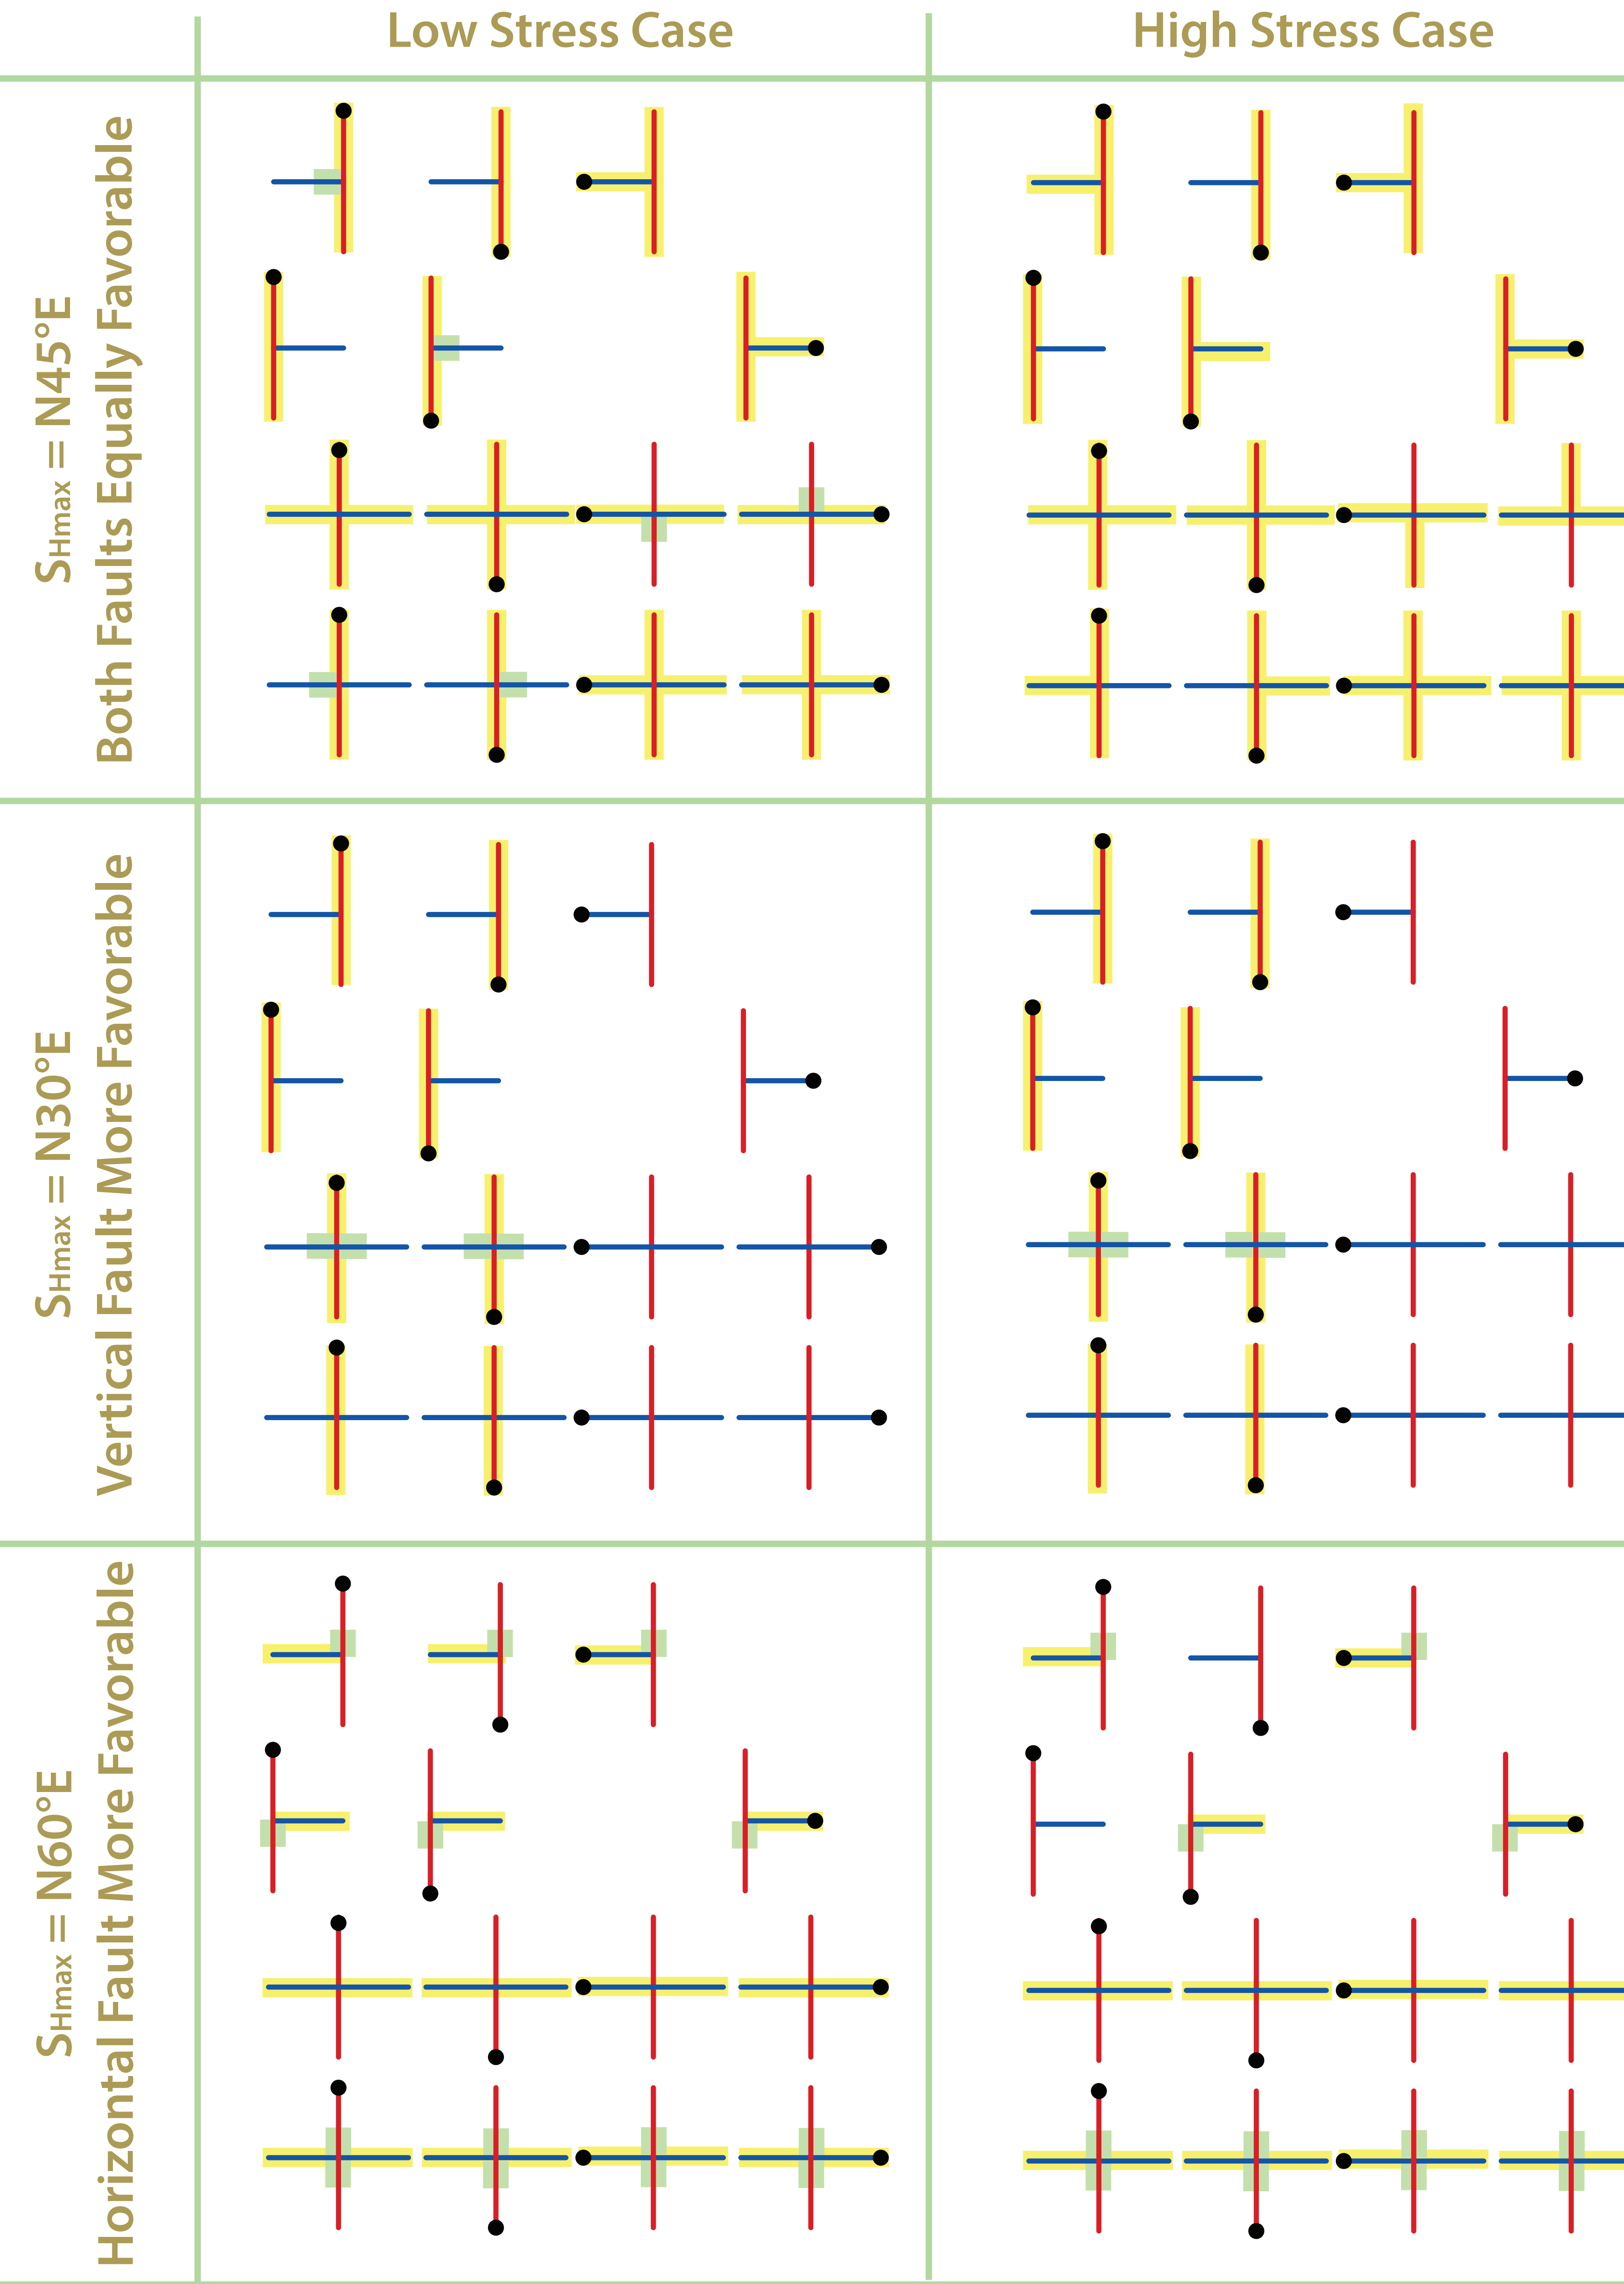 Low Stress Case
High Stress Case
SHmax = N45°E
Both Faults Equally Favorable
SHmax = N30°E
Vertical Fault More Favorable
SHmax = N60°E
Horizontal Fault More Favorable